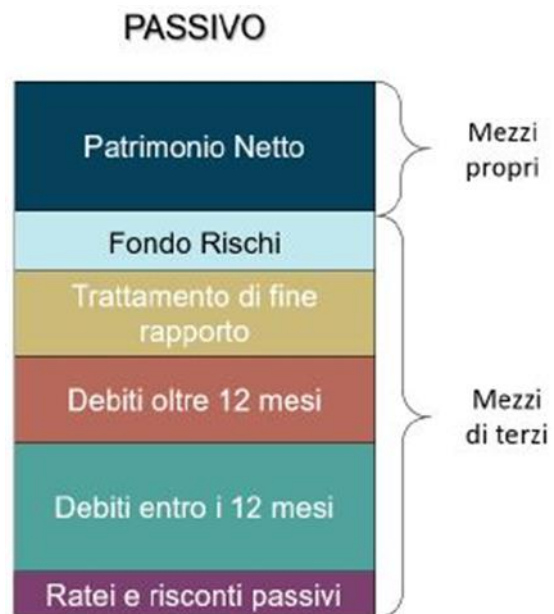 PASSIVO
Patrimonio Netto
Mezzi
propri
Fondo Rischi
Trattamento di fine
rapporto
Debiti oltre 12 mesi
Mezzi
di terzi
Debiti entro i 12 mesi
Ratei e risconti passivi